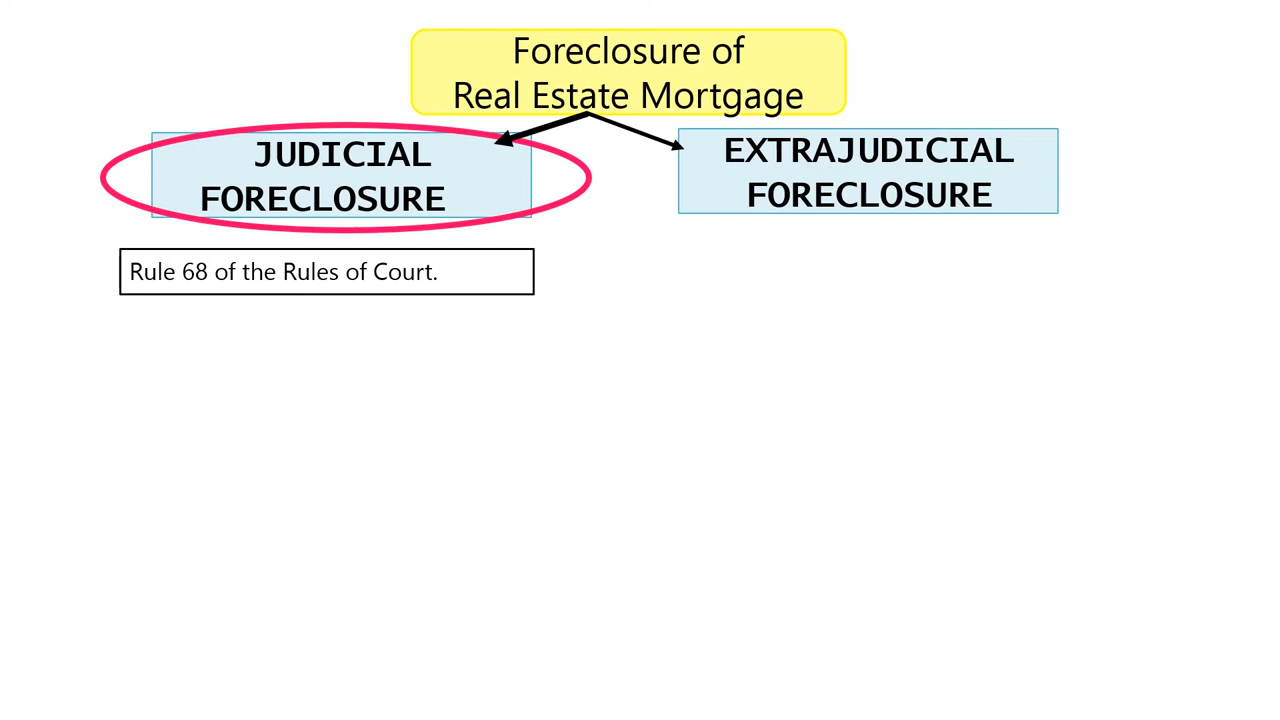 Foreclosure of
Real Estate Mortgage
JUDICIAL
FORECLOSURE
EXTRAJUDICIAL
FORECLOSURE
Rule 68 of the Rules of Court.